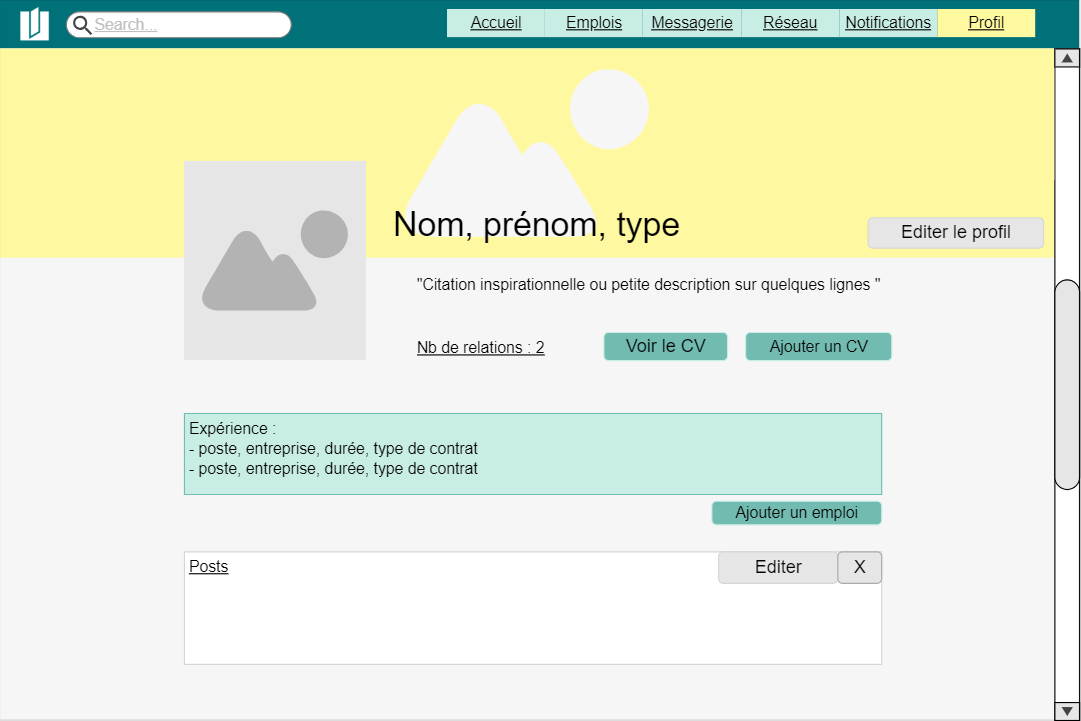 Search...
Accueil
Emplois
Messagerie
Réseau
Notifications
Profil
Nom, prénom, type
Editer le profil
"Citation inspirationnelle ou petite description sur quelques lignes "
Nb de relations : 2
Voir le CV
Ajouter un CV
Expérience :
- poste, entreprise, durée, type de contrat
- poste, entreprise, durée, type de contrat
Ajouter un emploi
Posts
Editer
X